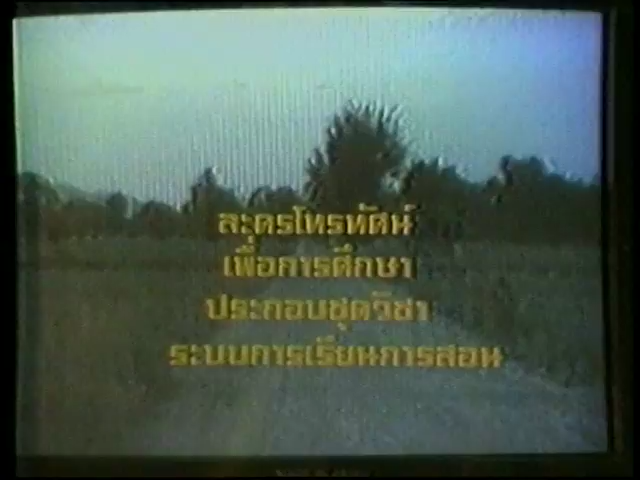 ละครโทรทัศน์
เพื่อการศึกษา
ประกอบชุดวิชา
ระบบการเรียนการสอน